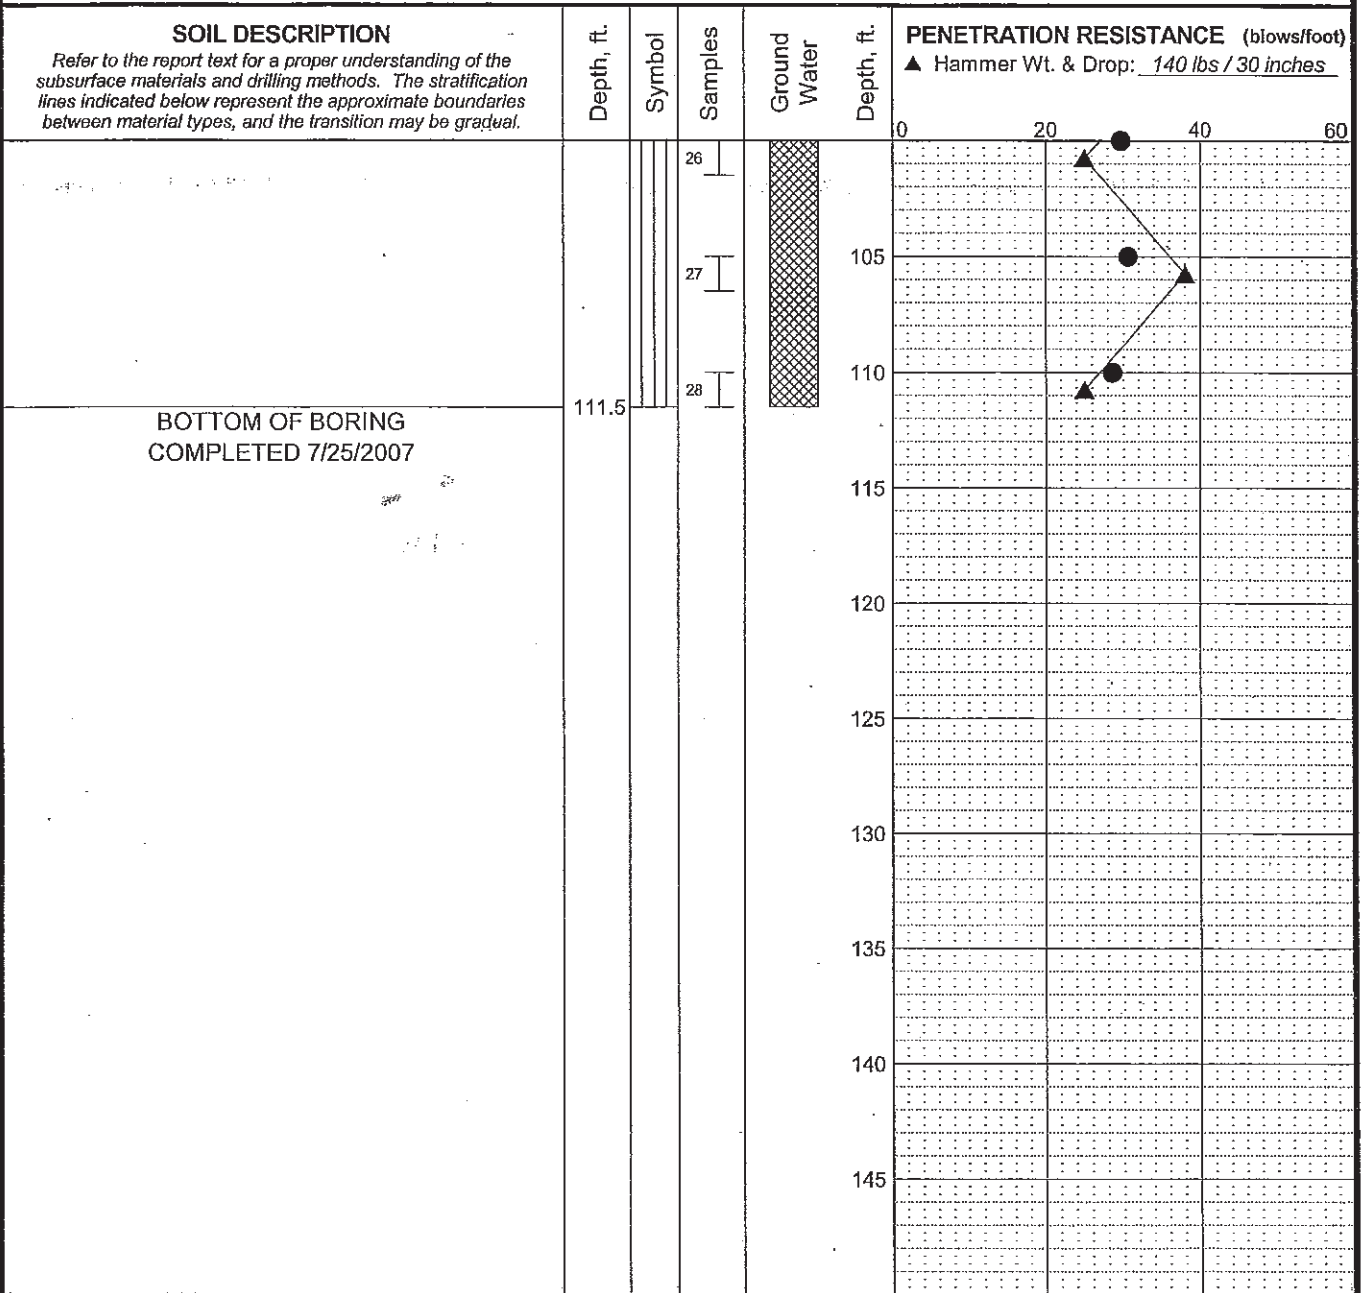 SOIL DESCRIPTION
Refer to the report text for a proper understanding of the
subsurface materials and drilling methods. The stratification
lines indicated below represent the approximate boundaries
between material types, and the transition may be gradual.
Depth, ft.
Symbol
Samples
Ground
Water
Depth, ft.
PENETRATION RESISTANCE (blows/foot)
▲ Hammer Wt. & Drop: 140 lbs / 30 inches
0 20 40 60
26
105
27
110
28
111.5
BOTTOM OF BORING
COMPLETED 7/25/2007
115
120
125
130
135
140
145